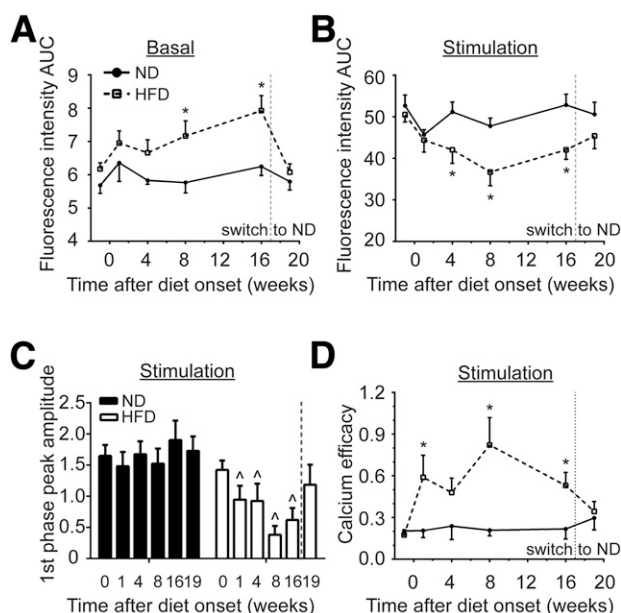 A
Basal
Fluorescence intensity AUC
ND
HFD
*
*
9
8
7
6
5
4
switch to ND
0 4 8 12 16 20
Time after diet onset (weeks)
B
Stimulation
Fluorescence intensity AUC
60
50
40
30
20
*
*
*
switch to ND
0 4 8 12 16 20
Time after diet onset (weeks)
C
Stimulation
1st phase peak amplitude
ND
HFD
2.5
2.0
1.5
1.0
0.5
0.0
^ ^
^
^
0 1 4 8 1619 0 1 4 8 1619
Time after diet onset (weeks)
D
Stimulation
Calcium efficacy
1.2
0.9
0.6
0.3
0.0
*
*
*
switch to ND
0 4 8 12 16 20
Time after diet onset (weeks)